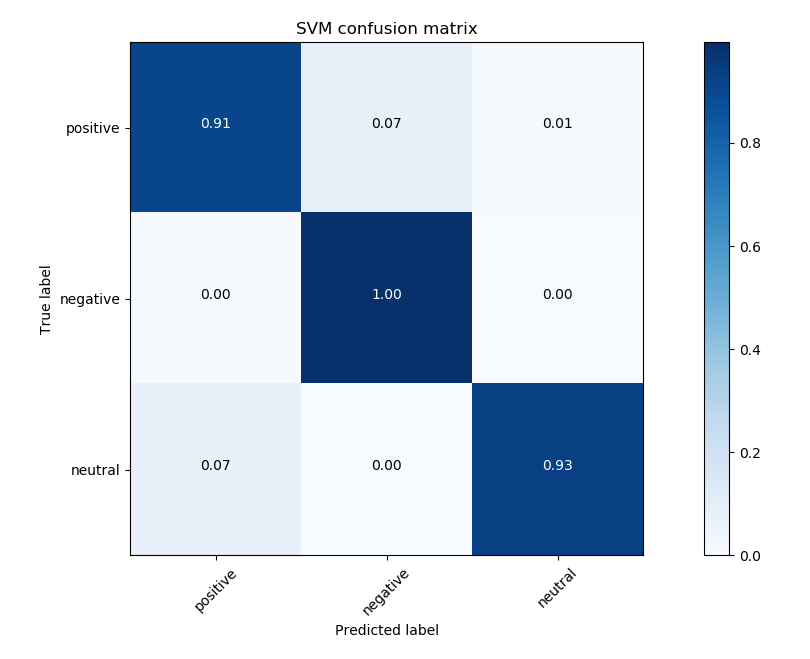 SVM confusion matrix
positive
0.91
0.07
0.01
negative
0.00
1.00
0.00
neutral
0.07
0.00
0.93
True label
positive
negative
neutral
Predicted label
0.8
0.6
0.4
0.2
0.0